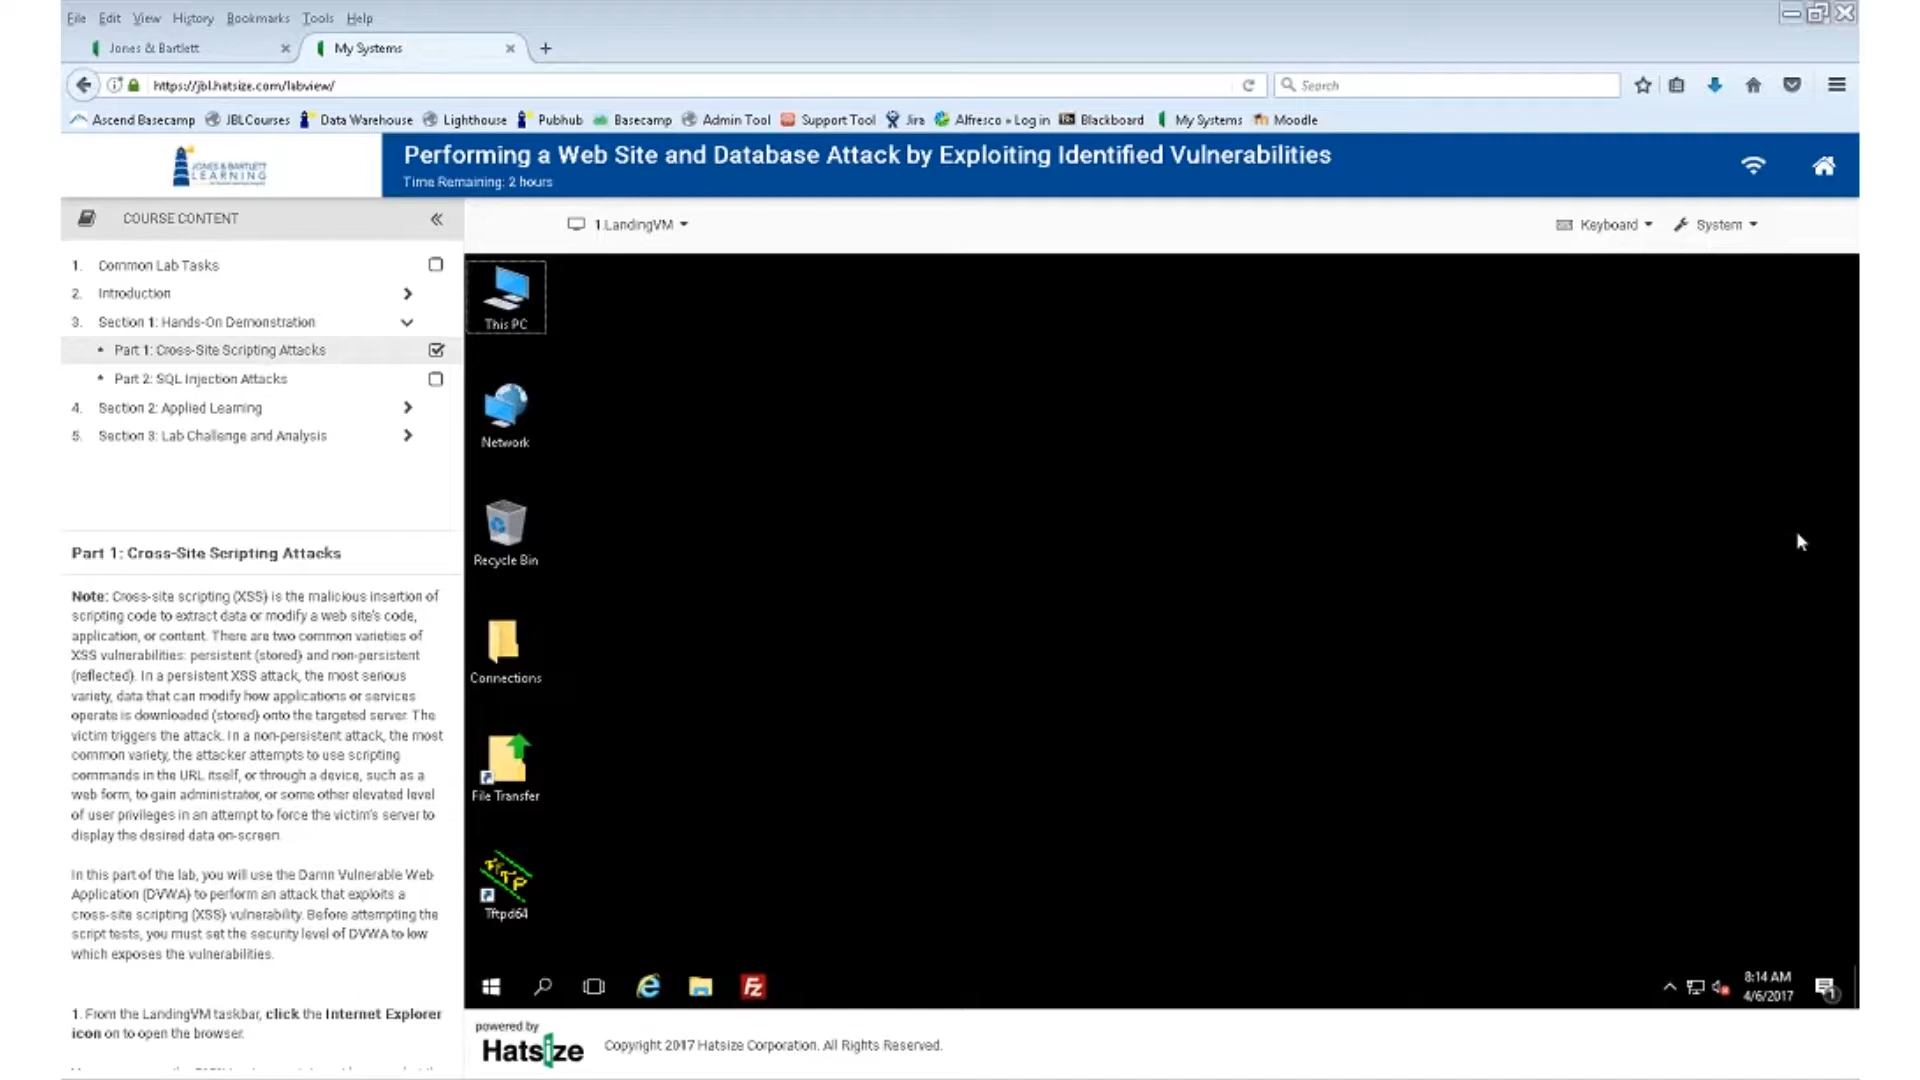 File Edit View History Bookmarks Tools Help
Jones & Bartlett
My Systems
https://jbl.hatsize.com/labview/
Search
Ascend Basecamp JBLCourses Data Warehouse Lighthouse Pubhub Basecamp Admin Tool Support Tool Jira Alfresco » Log in Blackboard My Systems Moodle
JONES & BARTLETT
LEARNING
Performing a Web Site and Database Attack by Exploiting Identified Vulnerabilities
Time Remaining: 2 hours
COURSE CONTENT
1.LandingVM
Keyboard
System
1. Common Lab Tasks
2. Introduction
3. Section 1: Hands-On Demonstration
• Part 1: Cross-Site Scripting Attacks
• Part 2: SQL Injection Attacks
4. Section 2: Applied Learning
5. Section 3: Lab Challenge and Analysis
Part 1: Cross-Site Scripting Attacks
Note: Cross-site scripting (XSS) is the malicious insertion of
scripting code to extract data or modify a web site's code,
application, or content. There are two common varieties of
XSS vulnerabilities: persistent (stored) and non-persistent
(reflected). In a persistent XSS attack, the most serious
variety, data that can modify how applications or services
operate is downloaded (stored) onto the targeted server. The
victim triggers the attack. In a non-persistent attack, the most
common variety, the attacker attempts to use scripting
commands in the URL itself, or through a device, such as a
web form, to gain administrator, or some other elevated level
of user privileges in an attempt to force the victim's server to
display the desired data on-screen.
In this part of the lab, you will use the Damn Vulnerable Web
Application (DVWA) to perform an attack that exploits a
cross-site scripting (XSS) vulnerability. Before attempting the
script tests, you must set the security level of DVWA to low
which exposes the vulnerabilities.
1. From the LandingVM taskbar, click the Internet Explorer
icon on to open the browser.
This PC
Network
Recycle Bin
Connections
File Transfer
TFTP
Tftpd64
Fz
8:14 AM
4/6/2017
1
powered by
Hatsize
Copyright 2017 Hatsize Corporation. All Rights Reserved.